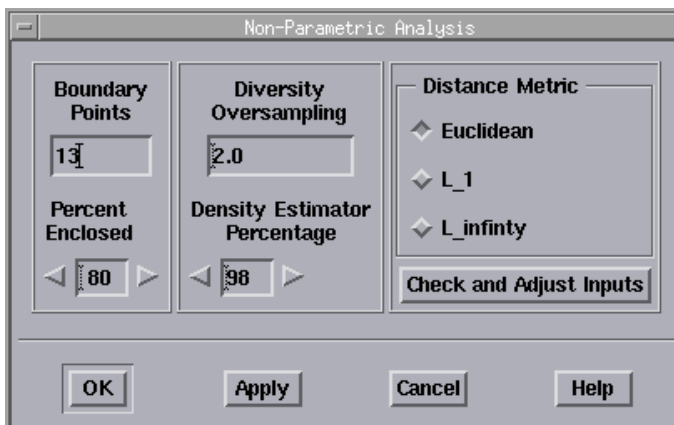 Non-Parametric Analysis
Boundary
Points
13
Percent
Enclosed
80
Diversity
Oversampling
2.0
Density Estimator
Percentage
98
Distance Metric
Euclidean
L_1
L_infinty
Check and Adjust Inputs
OK
Apply
Cancel
Help